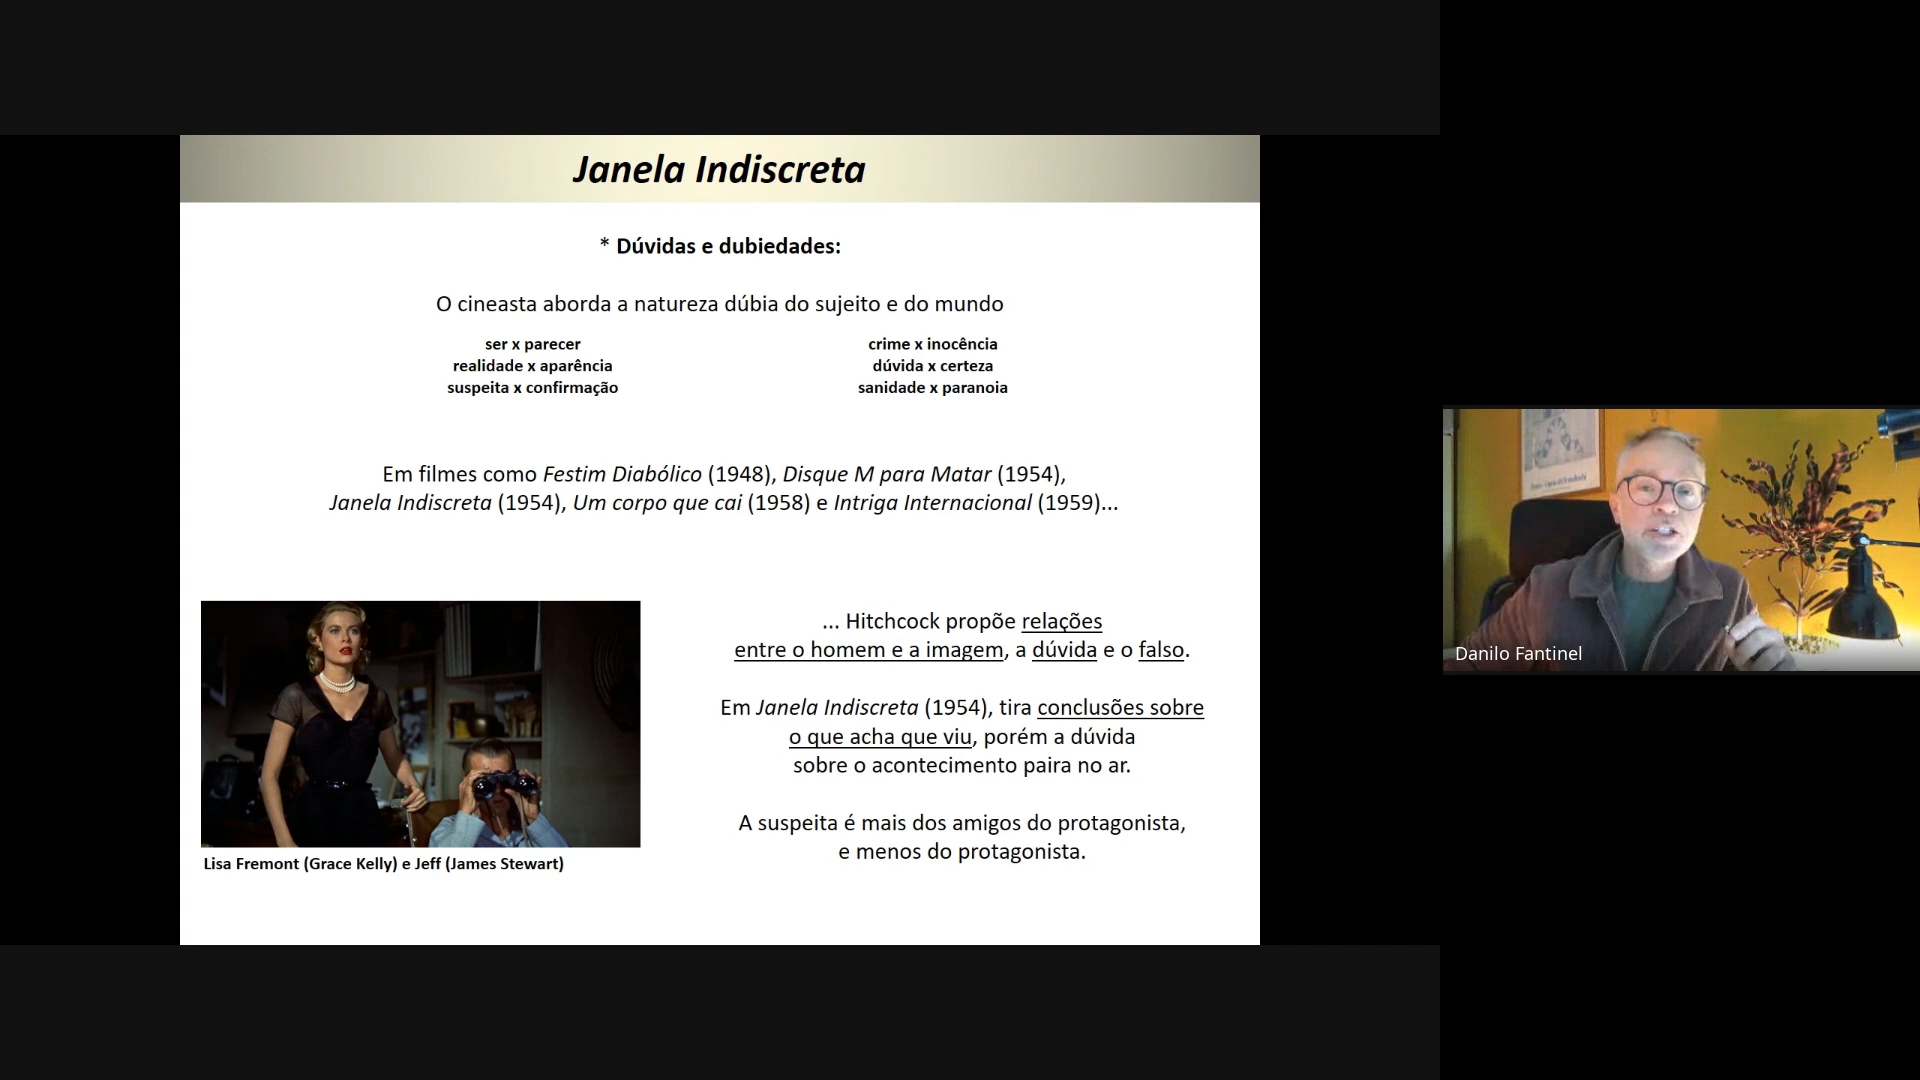 Janela Indiscreta
* Dúvidas e dubiedades:
O cineasta aborda a natureza dúbia do sujeito e do mundo
ser x parecer
realidade x aparência
suspeita x confirmação
crime x inocência
dúvida x certeza
sanidade x paranoia
Em filmes como Festim Diabólico (1948), Disque M para Matar (1954),
Janela Indiscreta (1954), Um corpo que cai (1958) e Intriga Internacional (1959)...
... Hitchcock propõe relações
entre o homem e a imagem, a dúvida e o falso.
Em Janela Indiscreta (1954), tira conclusões sobre
o que acha que viu, porém a dúvida
sobre o acontecimento paira no ar.
A suspeita é mais dos amigos do protagonista,
e menos do protagonista.
Lisa Fremont (Grace Kelly) e Jeff (James Stewart)
Danilo Fantinel